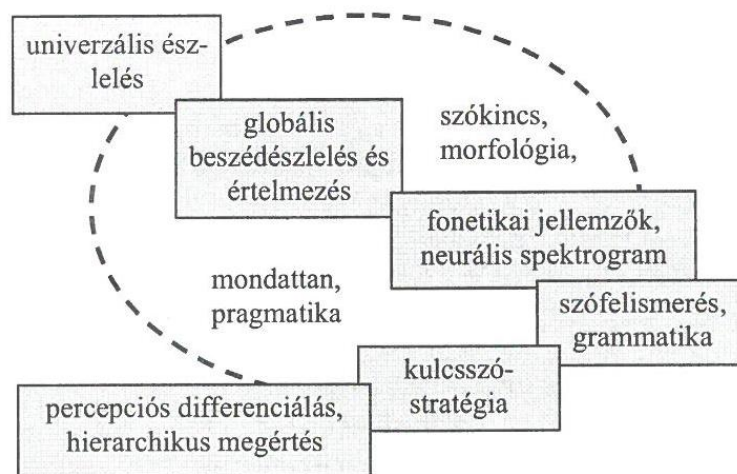 univerzális ész-
lelés
globális
beszédészlelés és
értelmezés
szókincs,
morfológia,
fonetikai jellemzők,
neurális spektrogram
mondattan,
pragmatika
szófelismerés,
grammatika
kulcsszó-
stratégia
percepciós differenciálás,
hierarchikus megértés